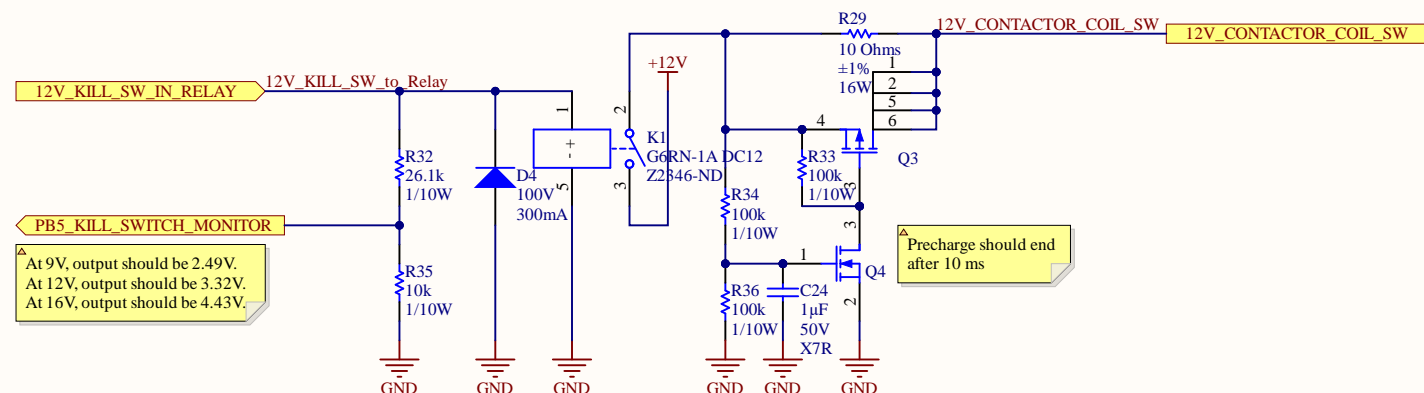 R29
12V_CONTACTOR_COIL_SW
12V_CONTACTOR_COIL_SW
10 Ohms
±1%
16W
1
2
5
6
+12V
12V_KILL_SW_IN_RELAY
12V_KILL_SW_to_Relay
1
2
- +
K1
G6RN-1A DC12
Z2346-ND
4
R33
100k
1/10W
Q3
3
R32
26.1k
1/10W
D4
100V
300mA
5
3
R34
100k
1/10W
PB5_KILL_SWITCH_MONITOR
3
Precharge should end
after 10 ms
At 9V, output should be 2.49V.
At 12V, output should be 3.32V.
At 16V, output should be 4.43V.
R35
10k
1/10W
1
Q4
R36
100k
1/10W
C24
1µF
50V
X7R
2
GND
GND
GND
GND
GND
GND